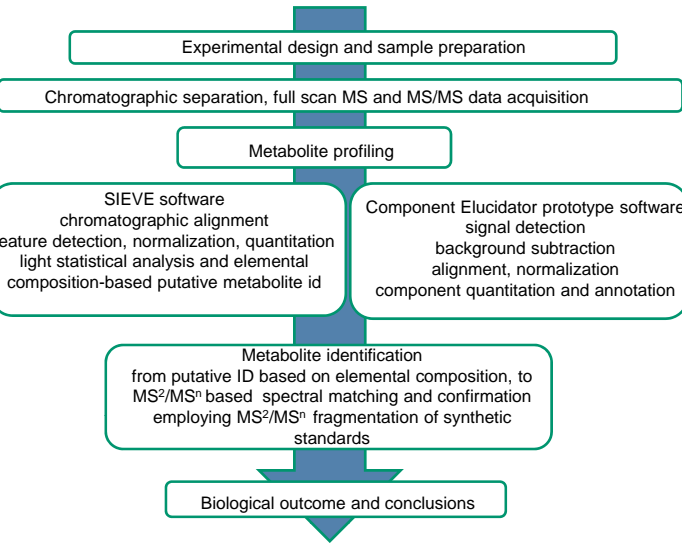 Experimental design and sample preparation
Chromatographic separation, full scan MS and MS/MS data acquisition
Metabolite profiling
SIEVE software
chromatographic alignment
eature detection, normalization, quantitation
light statistical analysis and elemental
composition-based putative metabolite id
Component Elucidator prototype software
signal detection
background subtraction
alignment, normalization
component quantitation and annotation
Metabolite identification
from putative ID based on elemental composition, to
MS²/MSⁿ based spectral matching and confirmation
employing MS²/MSⁿ fragmentation of synthetic
standards
Biological outcome and conclusions